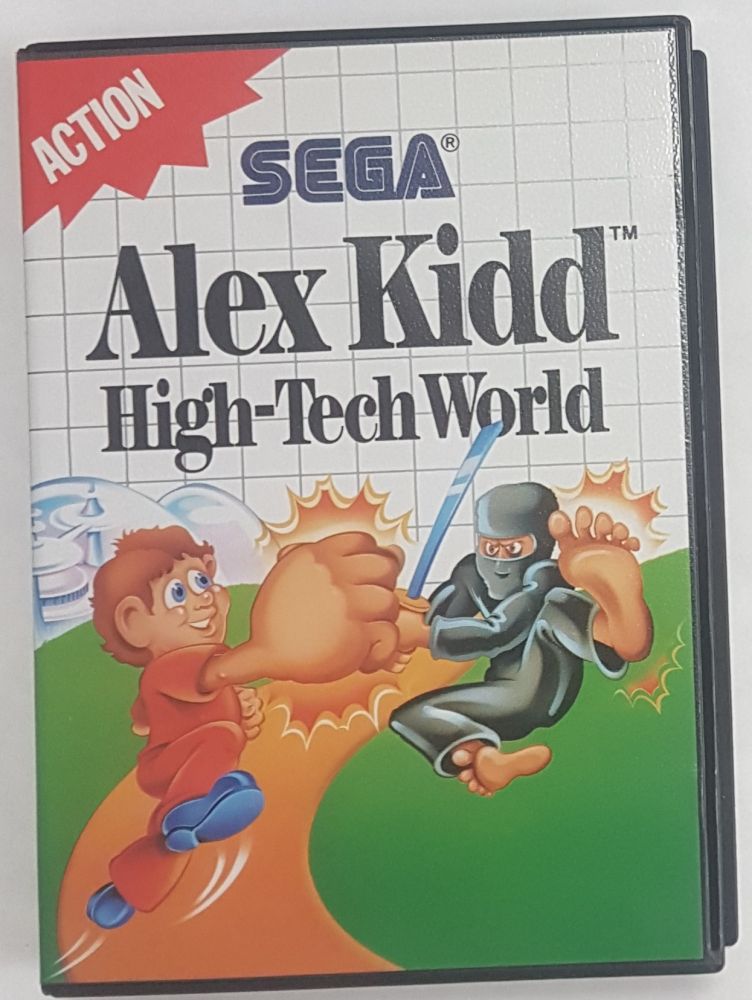 ACTION
SEGA®
Alex Kidd™
High-Tech World